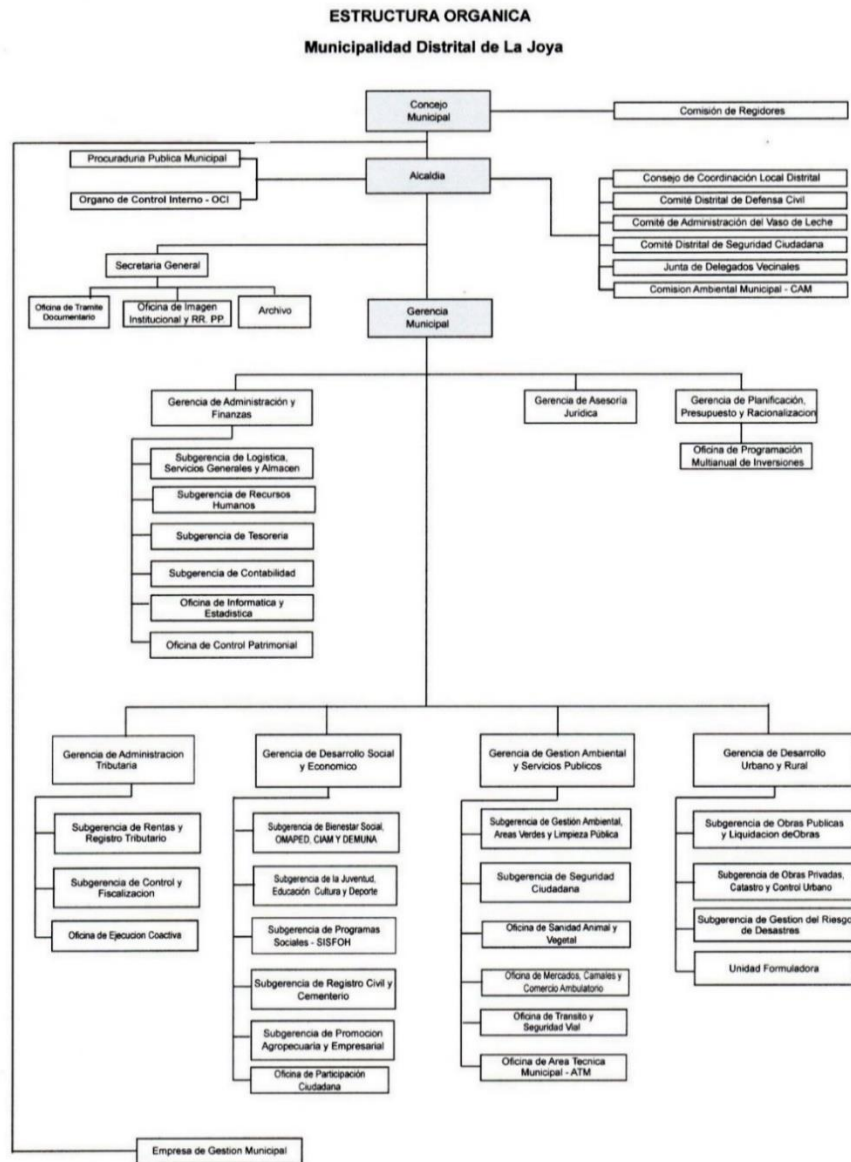 ESTRUCTURA ORGANICA
Municipalidad Distrital de La Joya
Concejo
Municipal
Comisión de Regidores
Procuraduria Publica Municipal
Alcaldia
Organo de Control Interno - OCI
Consejo de Coordinación Local Distrital
Comité Distrital de Defensa Civil
Comité de Administración del Vaso de Leche
Comité Distrital de Seguridad Ciudadana
Junta de Delegados Vecinales
Comision Ambiental Municipal - CAM
Secretaria General
Oficina de Tramite
Documentario
Oficina de Imagen
Institucional y RR. PP
Archivo
Gerencia
Municipal
Gerencia de Administración y
Finanzas
Gerencia de Asesoria
Juridica
Gerencia de Planificación,
Presupuesto y Racionalizacion
Oficina de Programación
Multianual de Inversiones
Subgerencia de Logistica,
Servicios Generales y Almacen
Subgerencia de Recursos
Humanos
Subgerencia de Tesoreria
Subgerencia de Contabilidad
Oficina de Informatica y
Estadistica
Oficina de Control Patrimonial
Gerencia de Administracion
Tributaria
Subgerencia de Rentas y
Registro Tributario
Subgerencia de Control y
Fiscalizacion
Oficina de Ejecucion Coactiva
Gerencia de Desarrollo Social
y Economico
Subgerencia de Bienestar Social,
OMAPED, CIAM Y DEMUNA
Subgerencia de la Juventud,
Educación Cultura y Deporte
Subgerencia de Programas
Sociales - SISFOH
Subgerencia de Registro Civil y
Cementerio
Subgerencia de Promocion
Agropecuaria y Empresarial
Oficina de Participación
Ciudadana
Gerencia de Gestion Ambiental
y Servicios Publicos
Subgerencia de Gestión Ambiental,
Areas Verdes y Limpieza Pública
Subgerencia de Seguridad
Ciudadana
Oficina de Sanidad Animal y
Vegetal
Oficina de Mercados, Camales y
Comercio Ambulatorio
Oficina de Transito y
Seguridad Vial
Oficina de Area Tecnica
Municipal - ATM
Gerencia de Desarrollo
Urbano y Rural
Subgerencia de Obras Publicas
y Liquidacion deObras
Subgerencia de Obras Privadas,
Catastro y Control Urbano
Subgerencia de Gestion del Riesgo
de Desastres
Unidad Formuladora
Empresa de Gestion Municipal